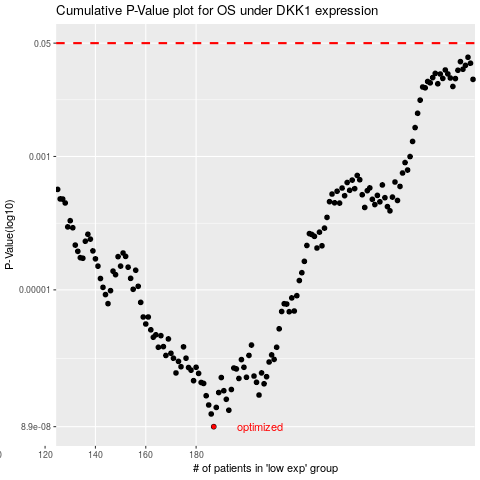 Cumulative P-Value plot for OS under DKK1 expression
0.05
0.001
0.00001
8.9e-08
P-Value(log10)
optimized
0 120 140 160 180
# of patients in 'low exp' group